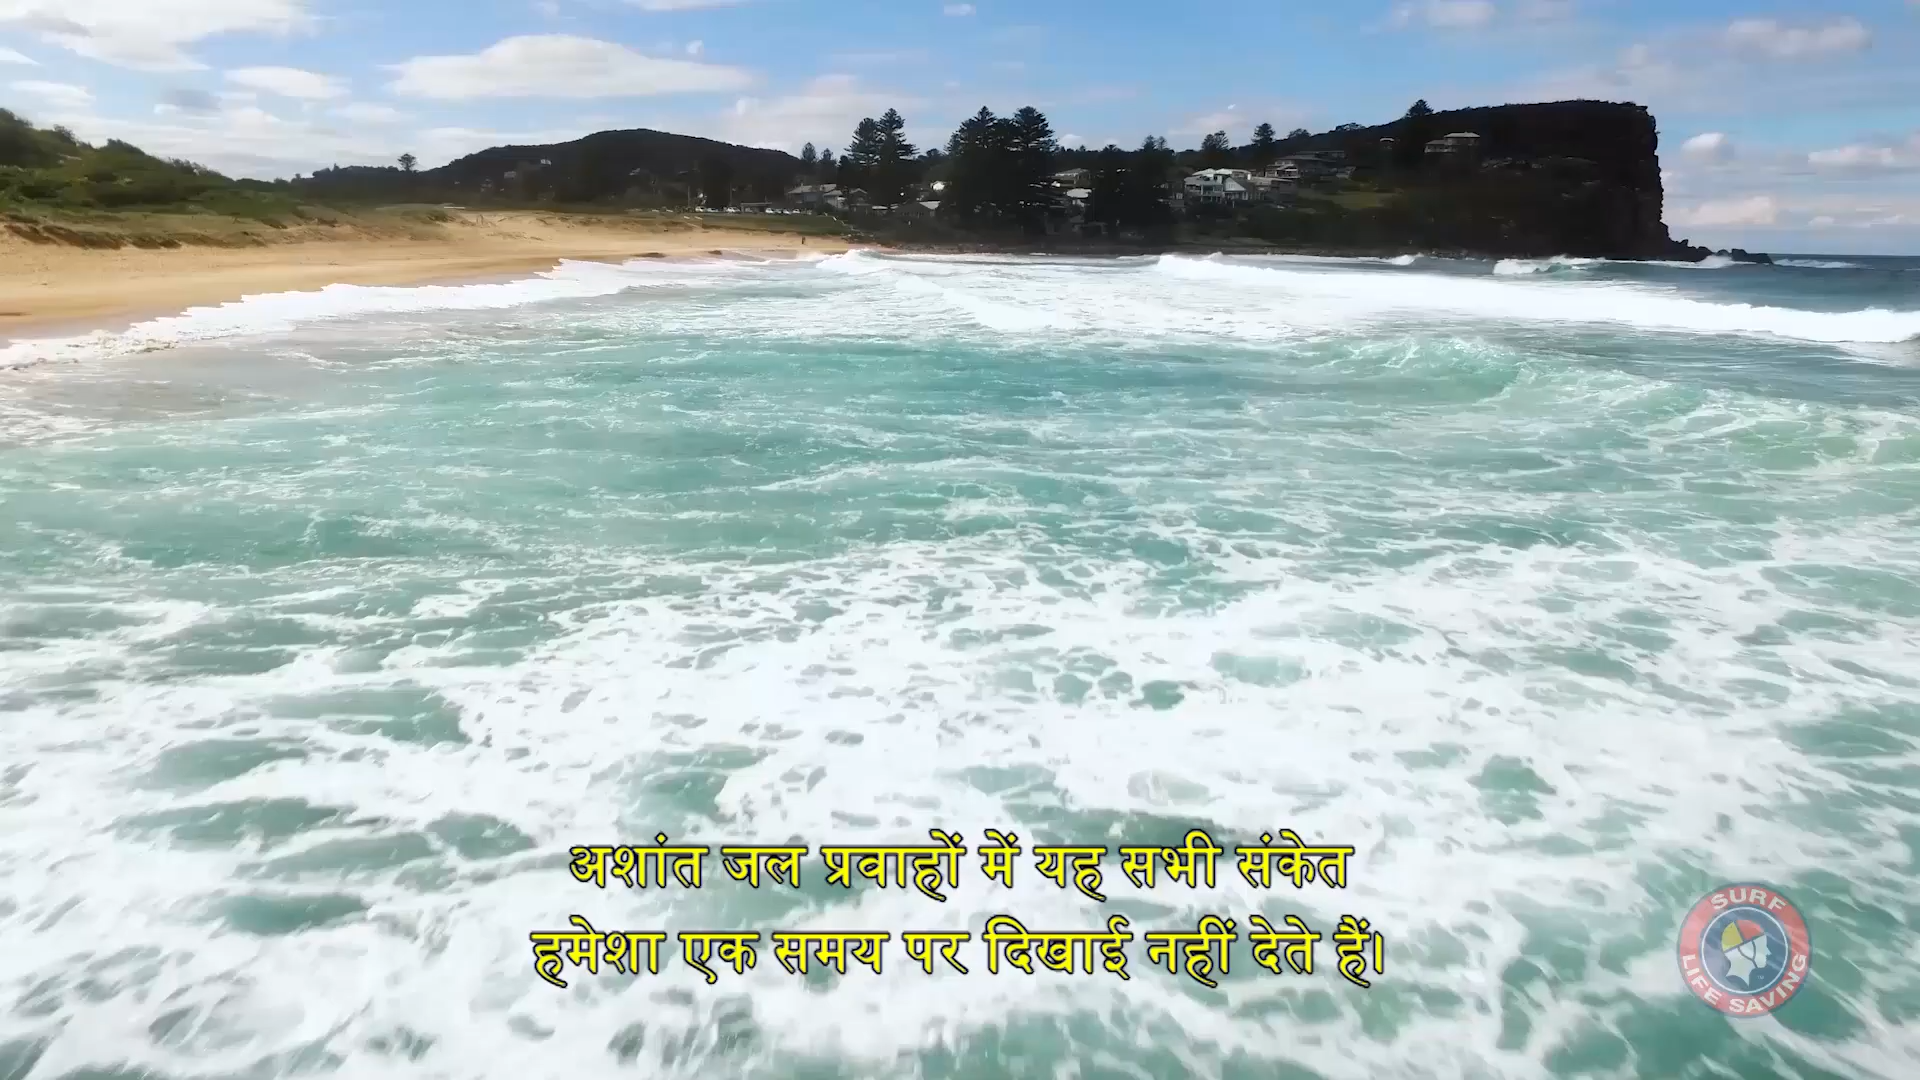 अशांत जल प्रवाहों में यह सभी संकेत
हमेशा एक समय पर दिखाई नहीं देते हैं।
SURF
LIFE SAVING